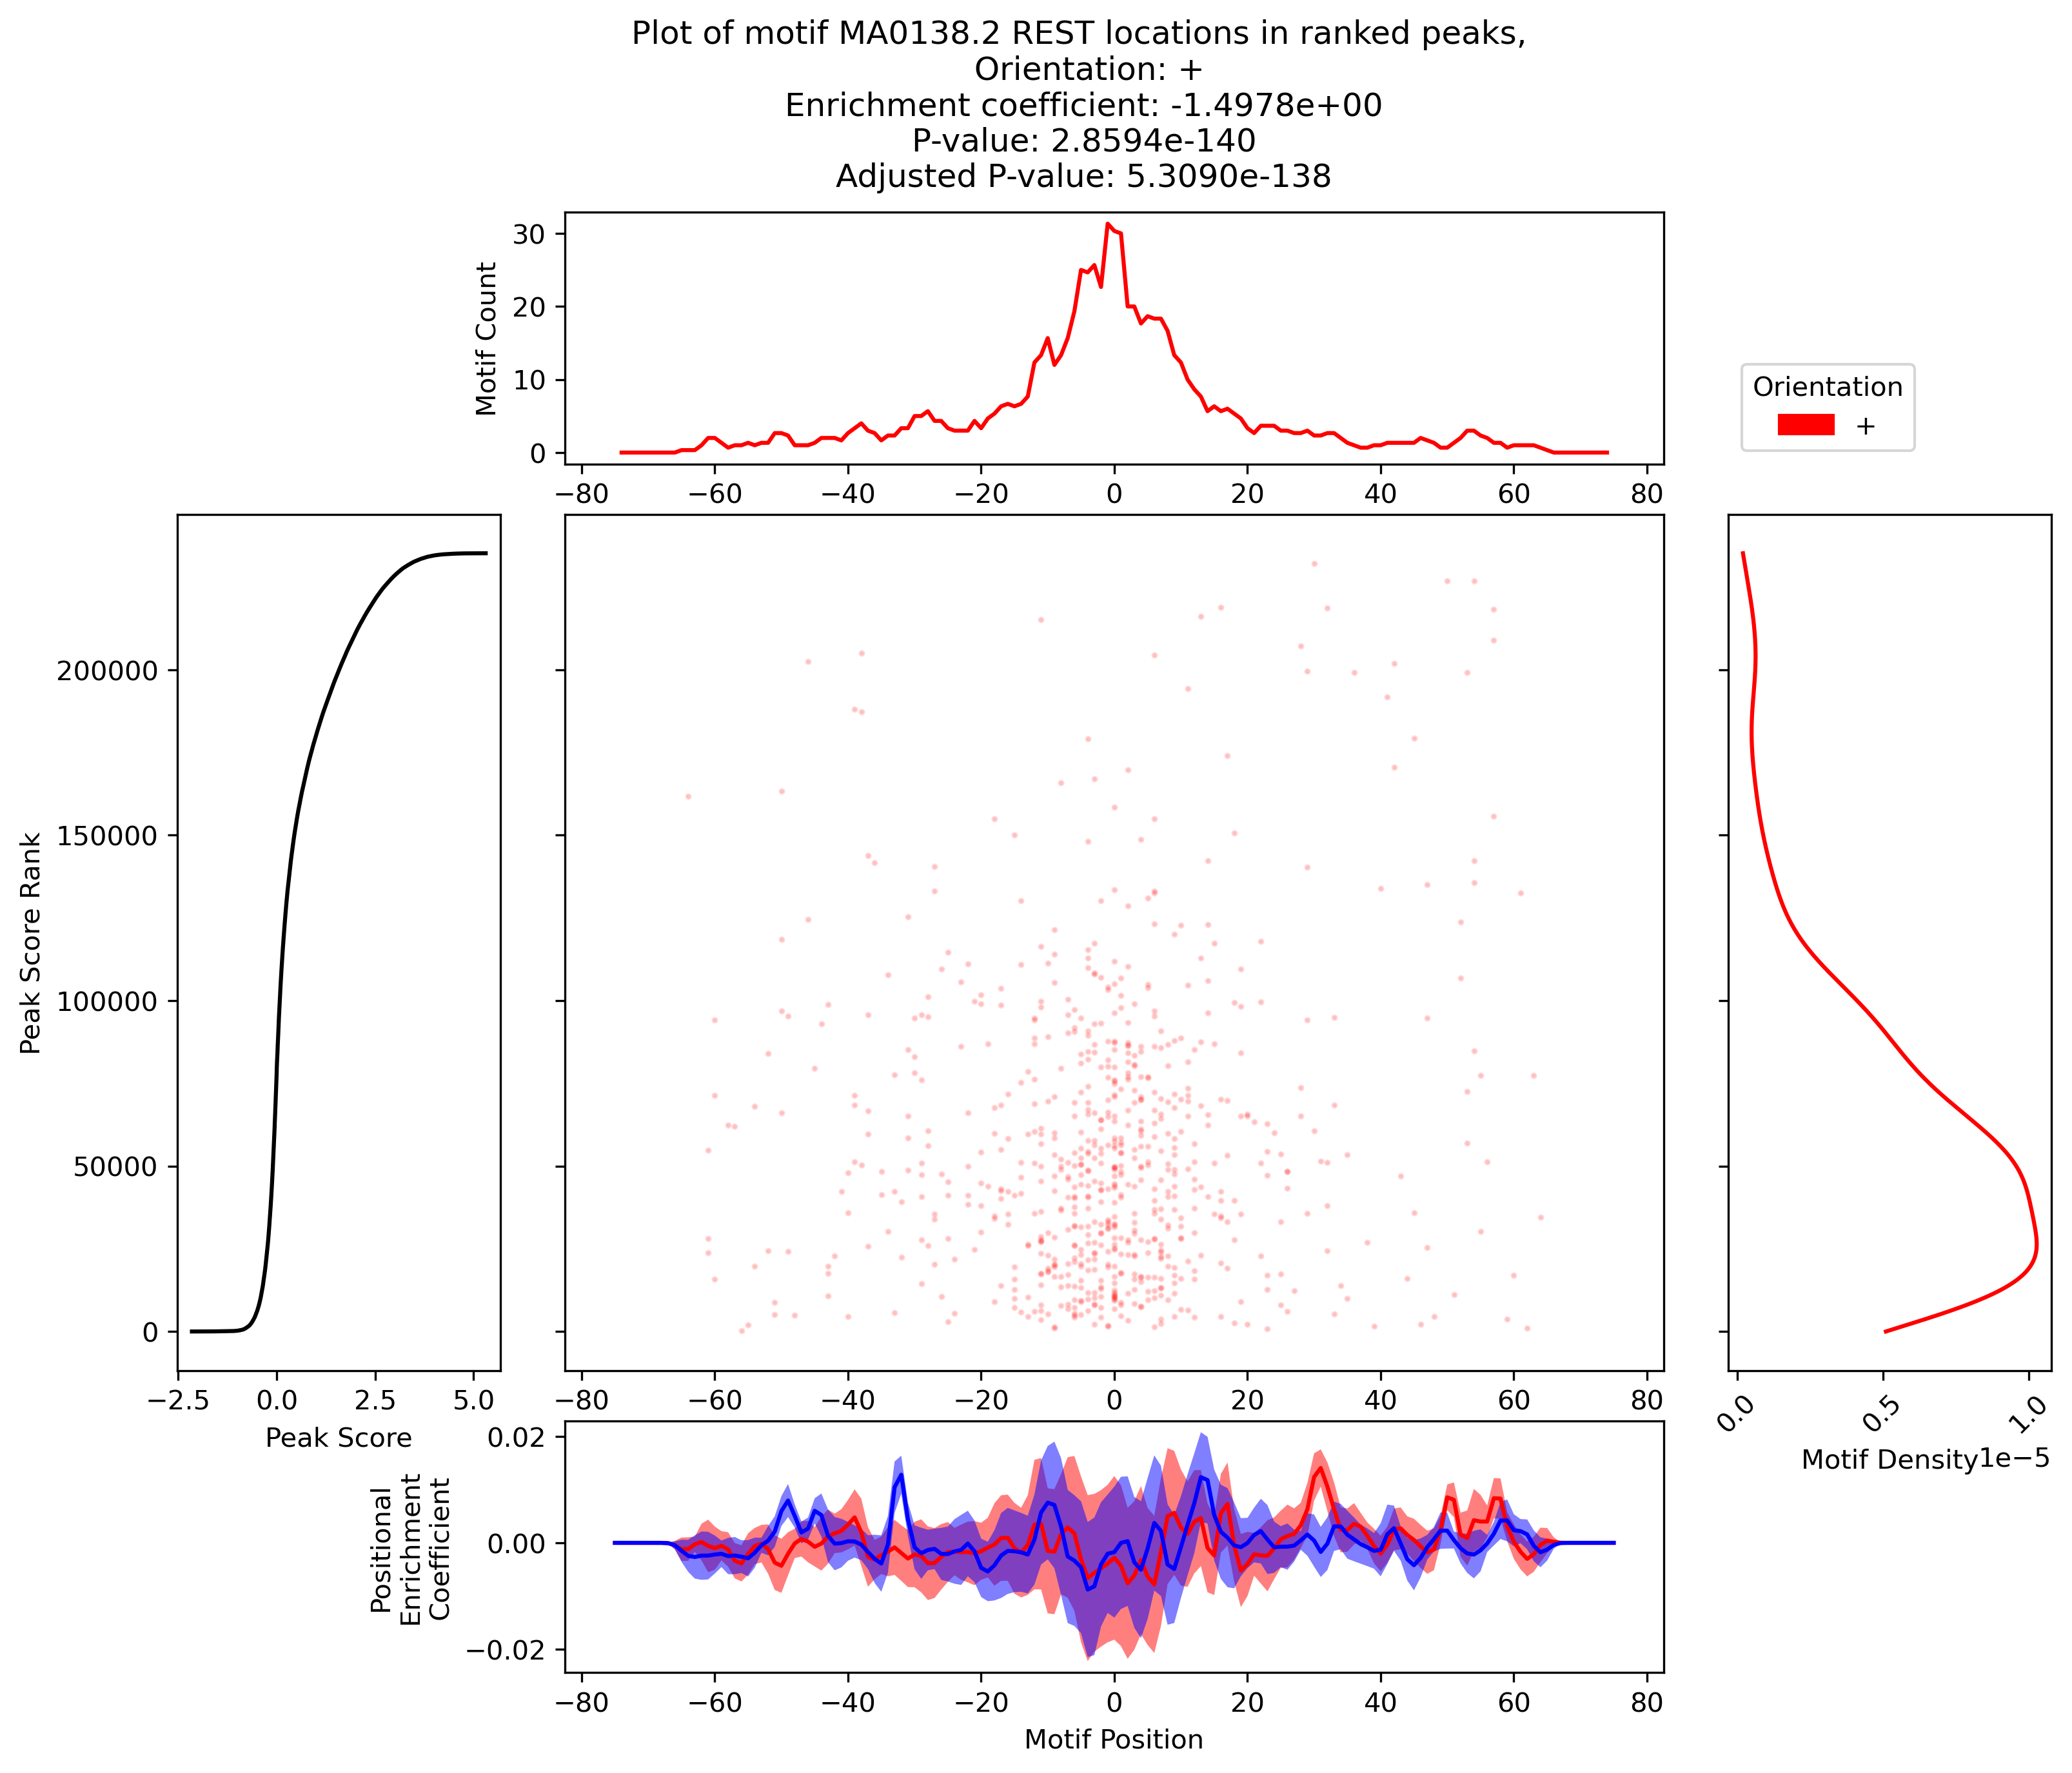 Plot of motif MA0138.2 REST locations in ranked peaks,
Orientation: +
Enrichment coefficient: -1.4978e+00
P-value: 2.8594e-140
Adjusted P-value: 5.3090e-138
Motif Count
30
20
10
0
−80 −60 −40 −20 0 20 40 60 80
Orientation
+
Peak Score Rank
200000
150000
100000
50000
0
−2.5 0.0 2.5 5.0
Peak Score
−80 −60 −40 −20 0 20 40 60 80
0.0 0.5 1.0
Motif Density
1e−5
Positional
Enrichment
Coefficient
0.02
0.00
−0.02
−80 −60 −40 −20 0 20 40 60 80
Motif Position